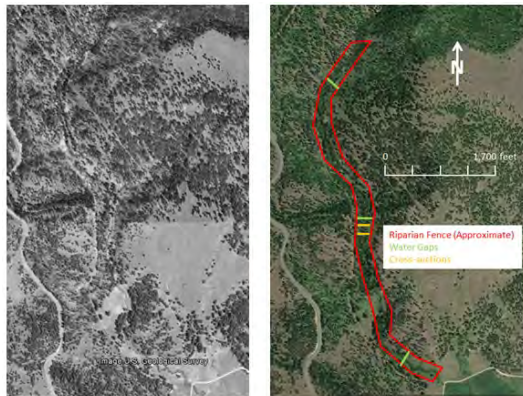 Image U.S. Geological Survey
N
0 1,700 feet
Riparian Fence (Approximate)
Water Gaps
Cross-sections